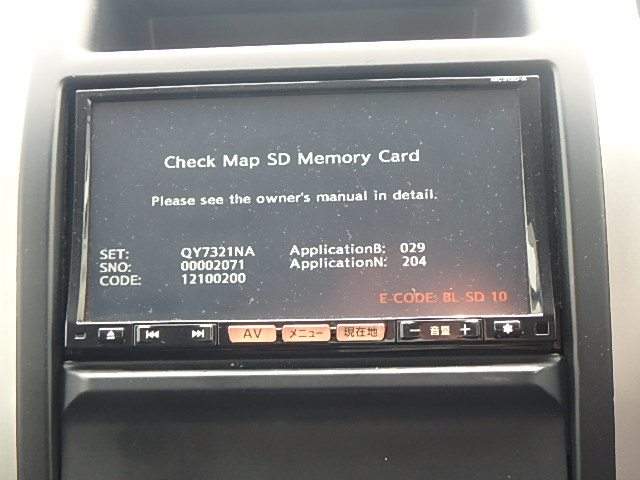 Check Map SD Memory Card
Please see the owner's manual in detail.
SET: QY7321NA ApplicationB: 029
SNO: 00002071 ApplicationN: 204
CODE: 12100200
E-CODE: BL-SD-10
AV メニュー 現在地 − 音量 +